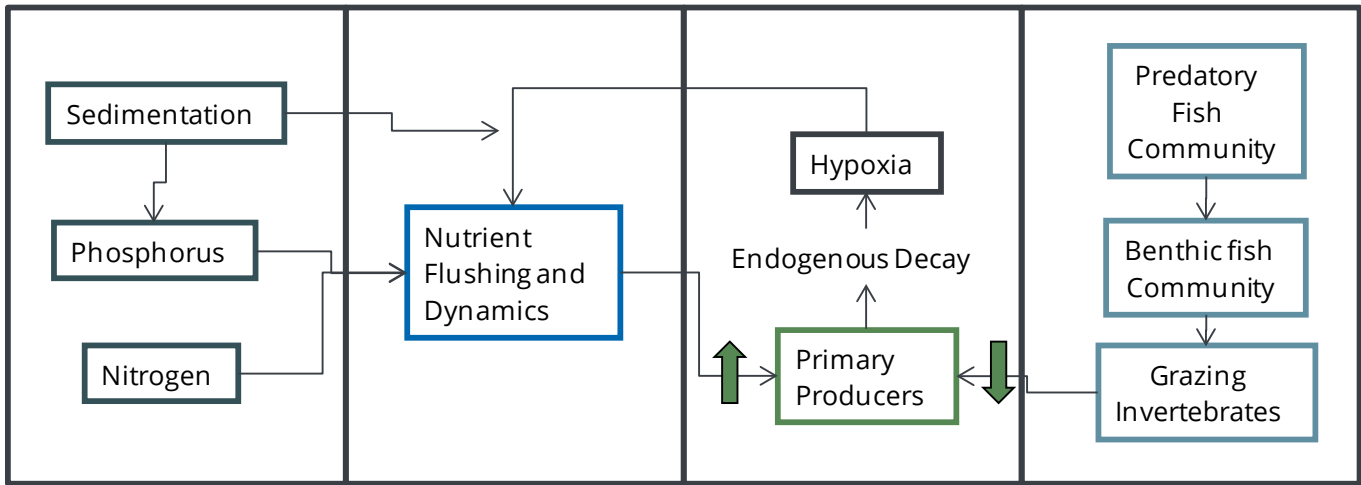 Sedimentation
Phosphorus
Nitrogen
Nutrient
Flushing and
Dynamics
Hypoxia
Endogenous Decay
Primary
Producers
Predatory
Fish
Community
Benthic fish
Community
Grazing
Invertebrates